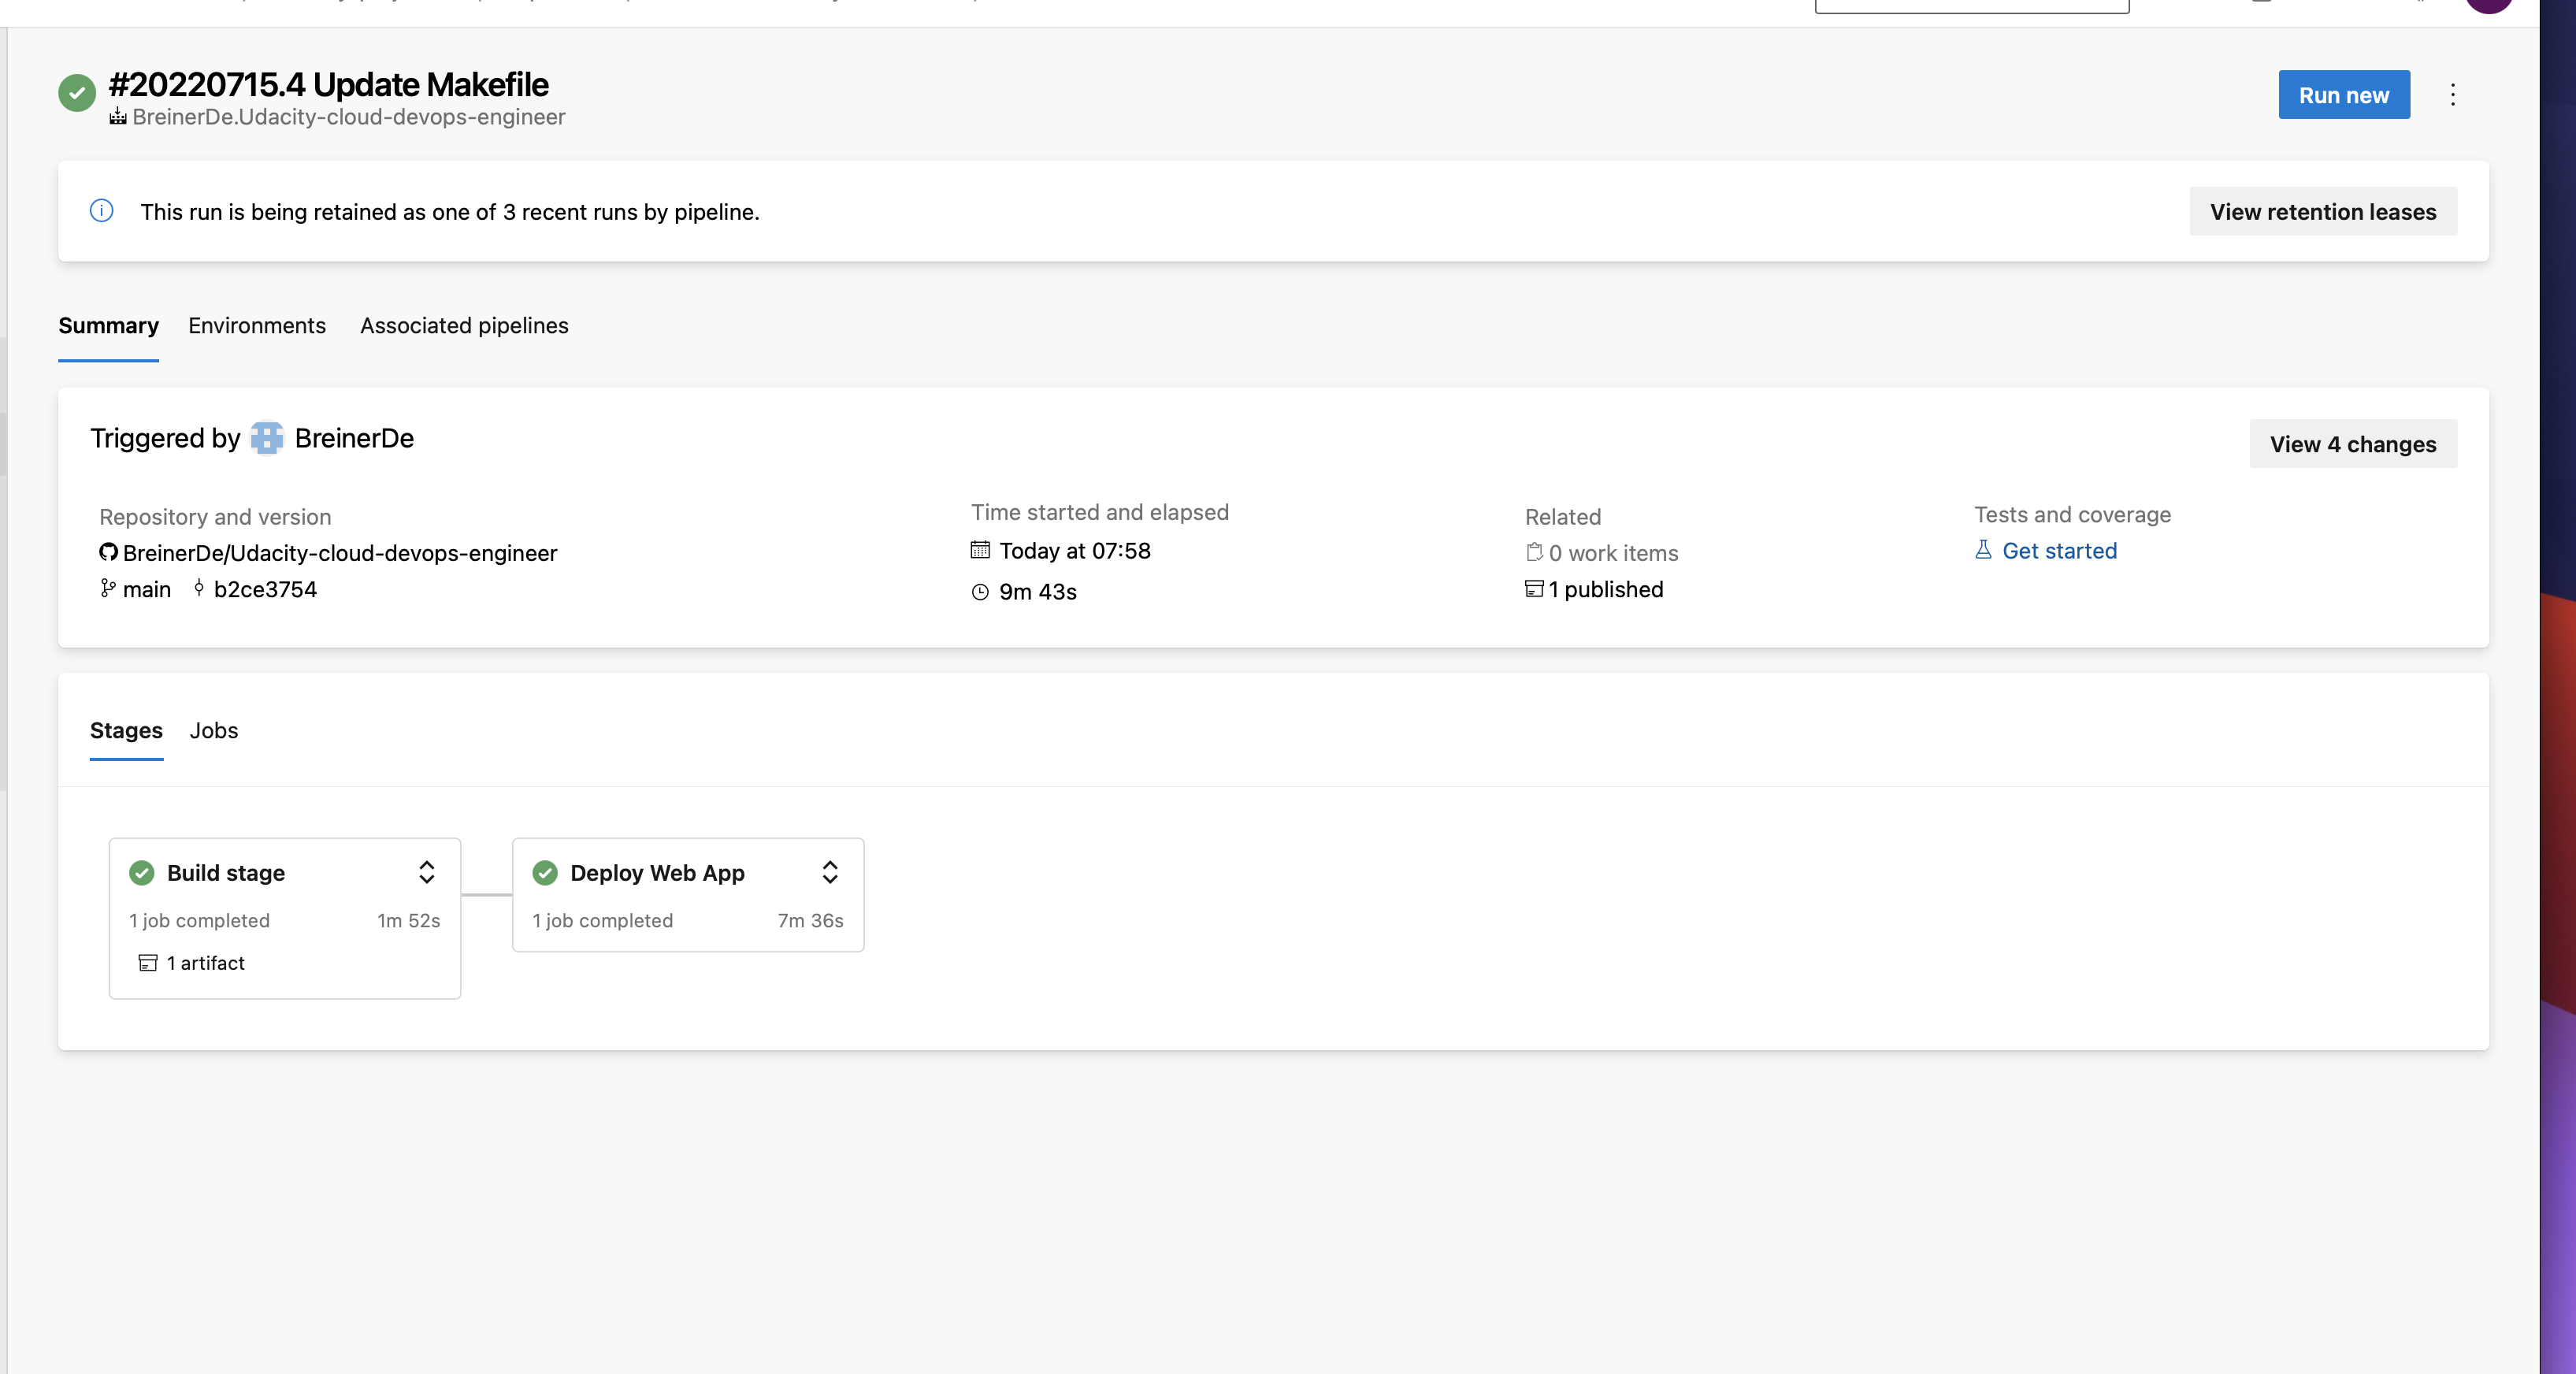 #20220715.4 Update Makefile
BreinerDe.Udacity-cloud-devops-engineer
Run new
This run is being retained as one of 3 recent runs by pipeline.
View retention leases
Summary Environments Associated pipelines
Triggered by BreinerDe
View 4 changes
Repository and version
BreinerDe/Udacity-cloud-devops-engineer
main b2ce3754
Time started and elapsed
Today at 07:58
9m 43s
Related
0 work items
1 published
Tests and coverage
Get started
Stages Jobs
Build stage
1 job completed 1m 52s
1 artifact
Deploy Web App
1 job completed 7m 36s